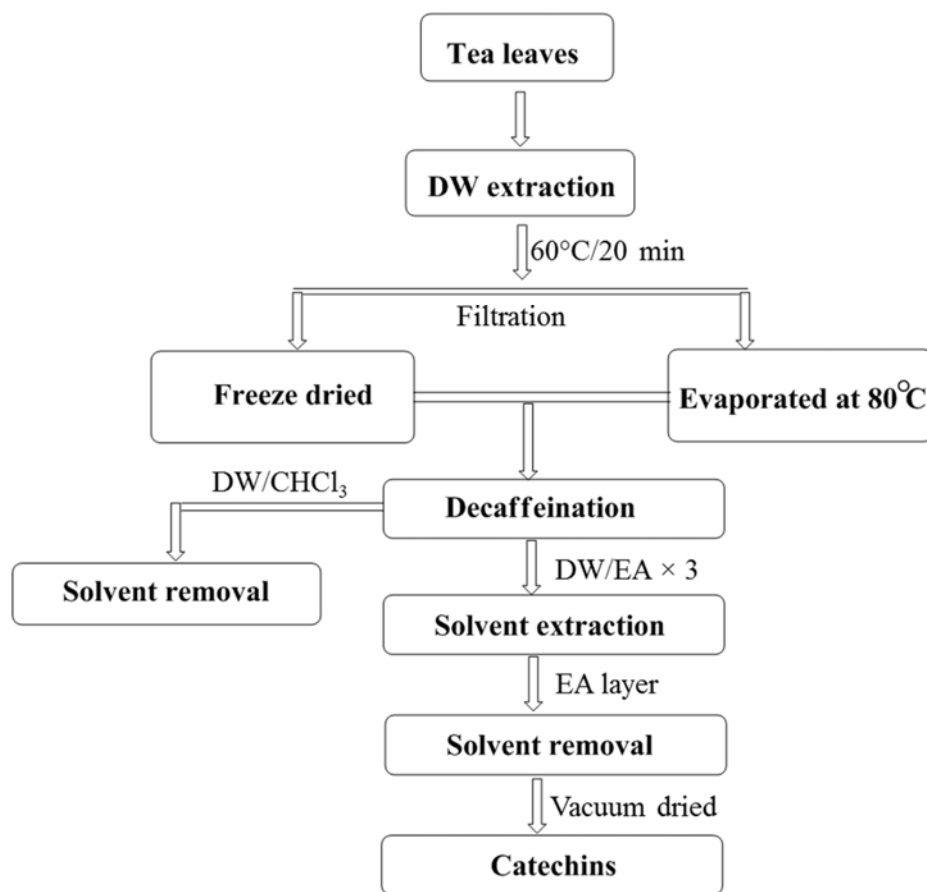 Tea leaves
DW extraction
60°C/20 min
Filtration
Freeze dried
Evaporated at 80°C
DW/CHCl₃
Decaffeination
Solvent removal
DW/EA × 3
Solvent extraction
EA layer
Solvent removal
Vacuum dried
Catechins